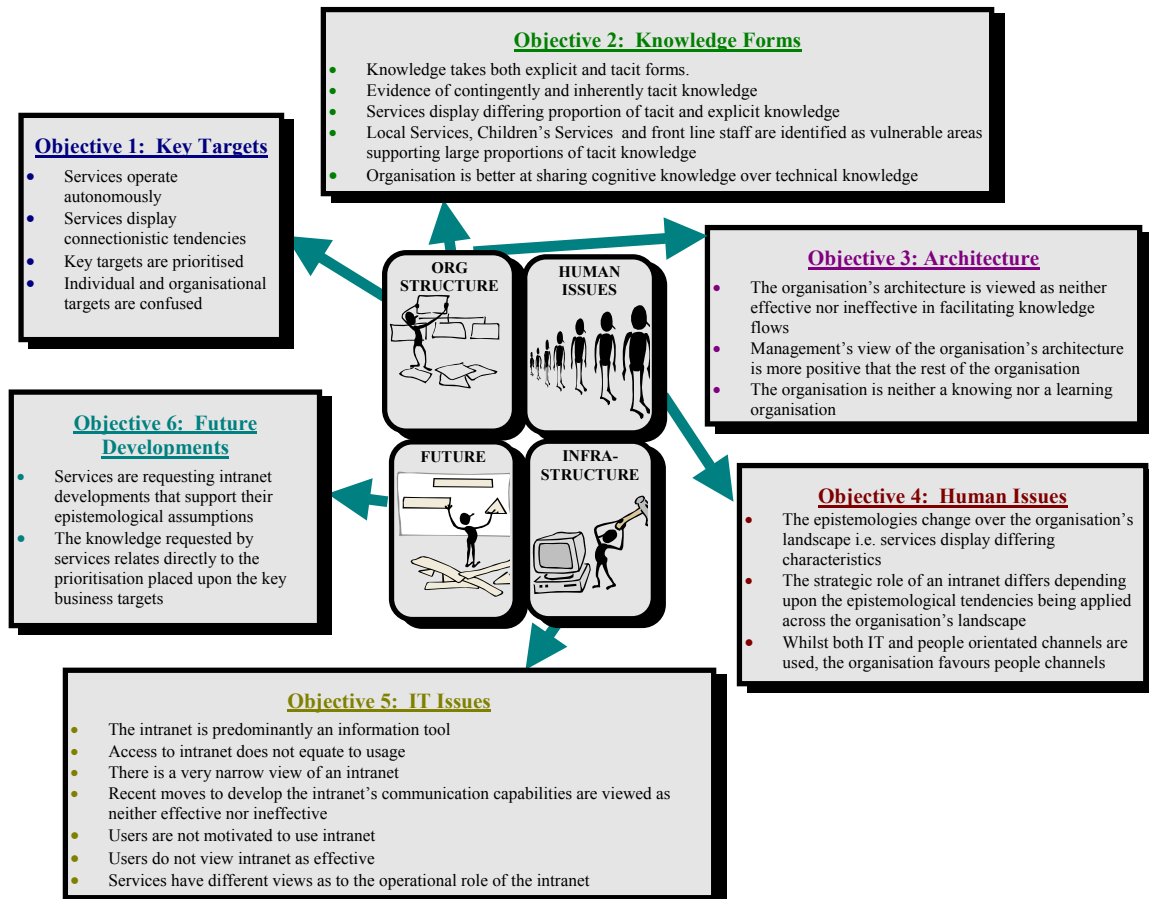 Objective 2: Knowledge Forms
• Knowledge takes both explicit and tacit forms.
• Evidence of contingently and inherently tacit knowledge
• Services display differing proportion of tacit and explicit knowledge
• Local Services, Children's Services and front line staff are identified as vulnerable areas
supporting large proportions of tacit knowledge
• Organisation is better at sharing cognitive knowledge over technical knowledge
Objective 1: Key Targets
• Services operate
autonomously
• Services display
connectionistic tendencies
• Key targets are prioritised
• Individual and organisational
targets are confused
ORG
STRUCTURE
HUMAN
ISSUES
FUTURE
INFRA-
STRUCTURE
Objective 3: Architecture
• The organisation's architecture is viewed as neither
effective nor ineffective in facilitating knowledge
flows
• Management's view of the organisation's architecture
is more positive that the rest of the organisation
• The organisation is neither a knowing nor a learning
organisation
Objective 6: Future
Developments
• Services are requesting intranet
developments that support their
epistemological assumptions
• The knowledge requested by
services relates directly to the
prioritisation placed upon the key
business targets
Objective 4: Human Issues
• The epistemologies change over the organisation's
landscape i.e. services display differing
characteristics
• The strategic role of an intranet differs depending
upon the epistemological tendencies being applied
across the organisation's landscape
• Whilst both IT and people orientated channels are
used, the organisation favours people channels
Objective 5: IT Issues
• The intranet is predominantly an information tool
• Access to intranet does not equate to usage
• There is a very narrow view of an intranet
• Recent moves to develop the intranet's communication capabilities are viewed as
neither effective nor ineffective
• Users are not motivated to use intranet
• Users do not view intranet as effective
• Services have different views as to the operational role of the intranet